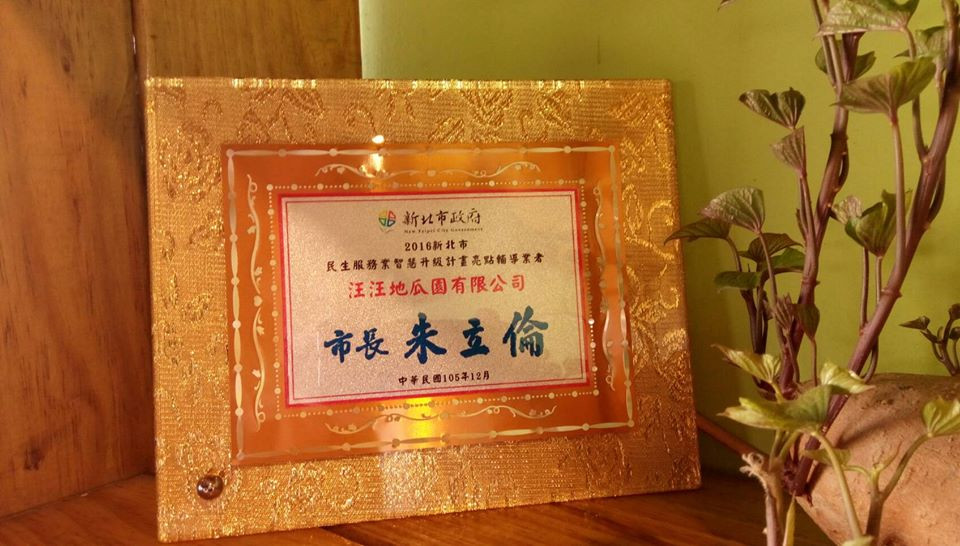 新北市政府
New Taipei City Government
2016新北市
民生服務業智慧升級計畫亮點輔導業者
汪汪地瓜園有限公司
市長 朱立倫
中華民國105年12月